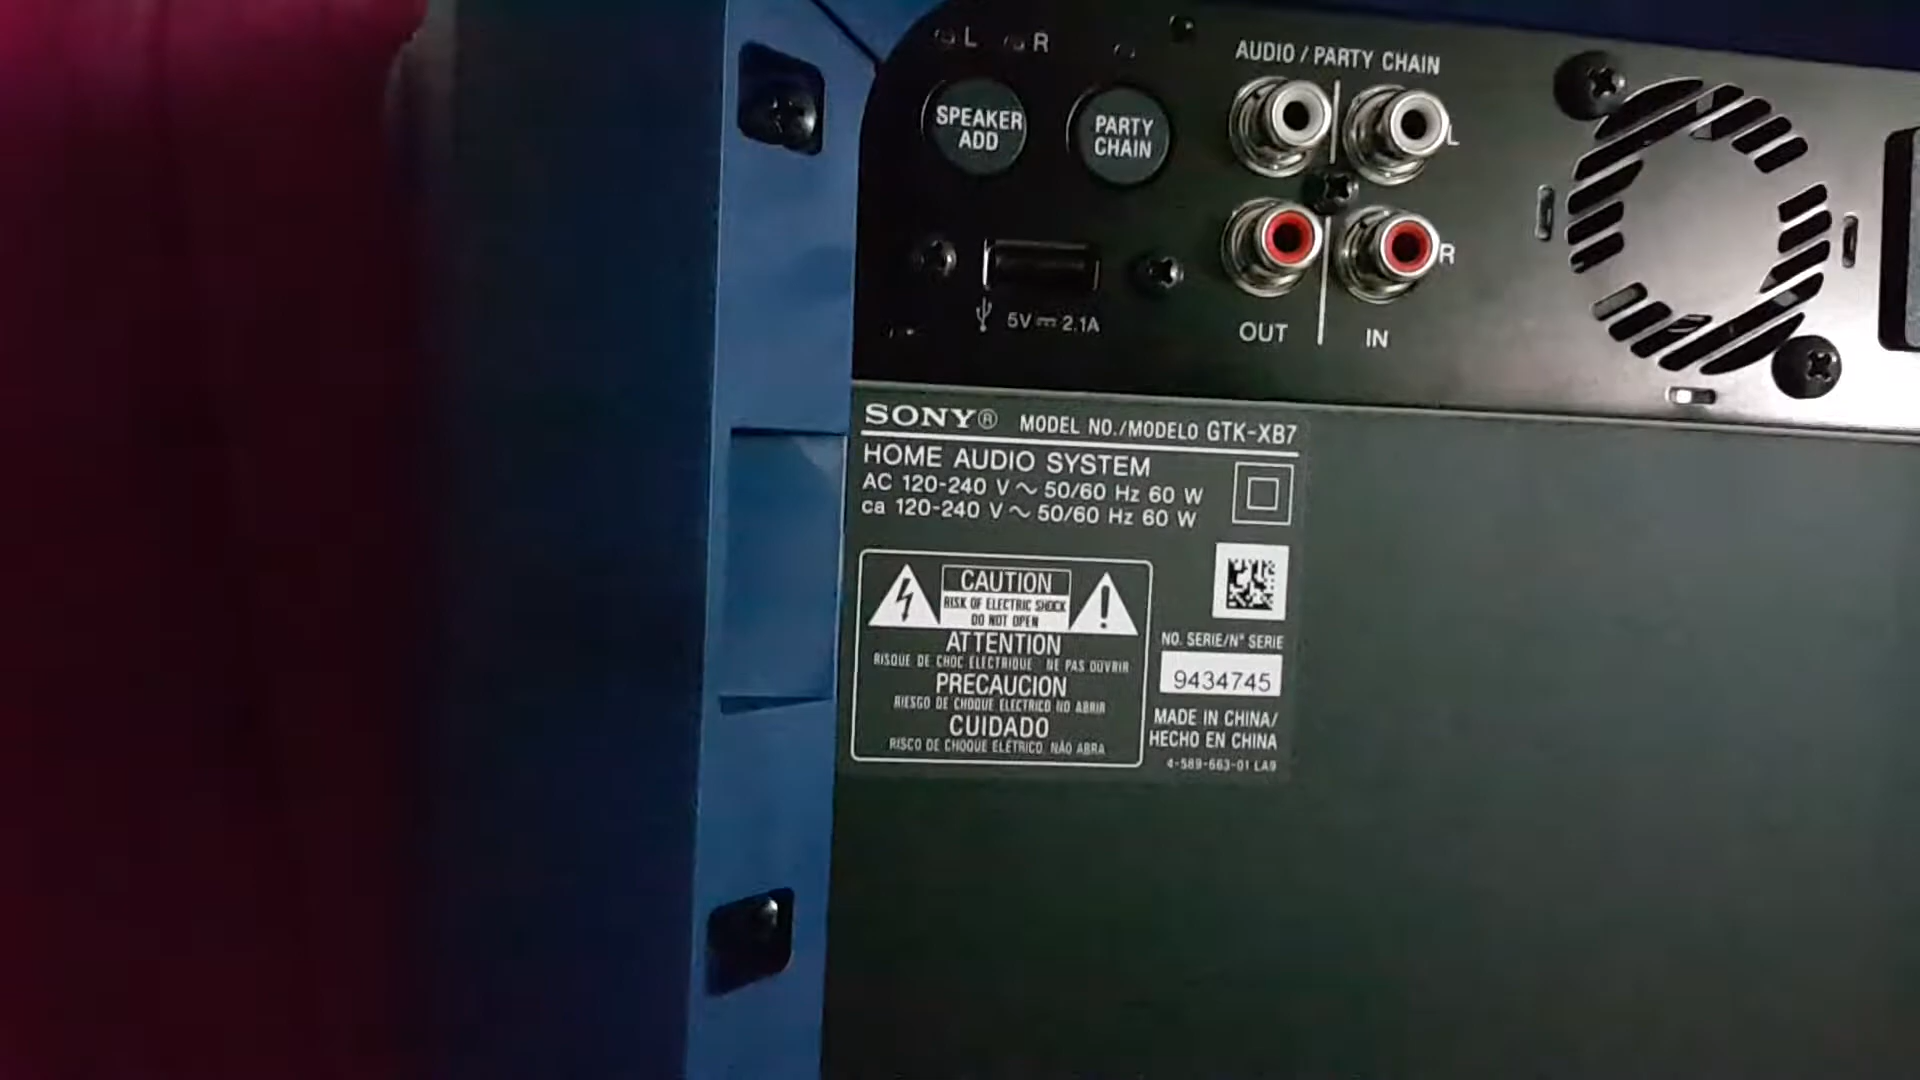 L R
AUDIO / PARTY CHAIN
SPEAKER
ADD
PARTY
CHAIN
L
R
5V⎓2.1A
OUT
IN
SONY® MODEL NO./MODELO GTK-XB7
HOME AUDIO SYSTEM
AC 120-240 V ~ 50/60 Hz 60 W
ca 120-240 V ~ 50/60 Hz 60 W
CAUTION
RISK OF ELECTRIC SHOCK
DO NOT OPEN
ATTENTION
RISQUE DE CHOC ELECTRIQUE NE PAS OUVRIR
PRECAUCION
RIESGO DE CHOQUE ELECTRICO NO ABRIR
CUIDADO
RISCO DE CHOQUE ELÉTRICO. NÃO ABRA.
NO. SERIE/N° SERIE
9434745
MADE IN CHINA/
HECHO EN CHINA
4-589-663-01 LA9